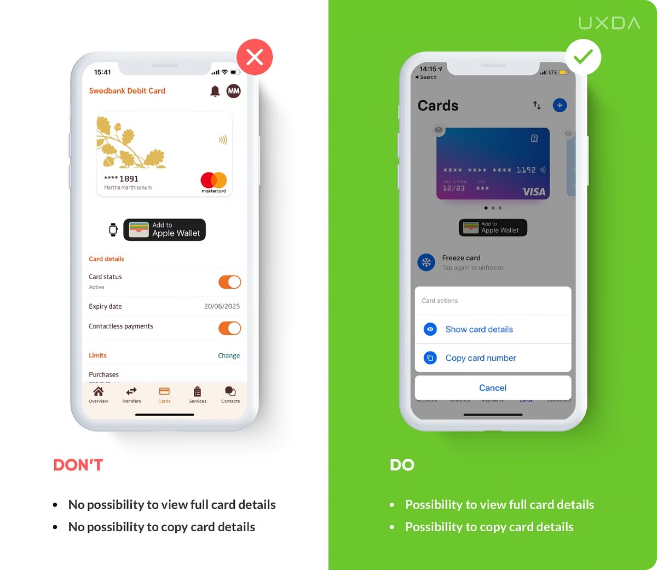 UXDA
15:41
Swedbank Debit Card
MM
**** 1891
Martha Marthisonum
mastercard
Add to
Apple Wallet
Card details
Card status
Active
Expiry date 20/06/2025
Contactless payments
Limits Change
Purchases
Overview Transfers Cards Services Contacts
DON'T
• No possibility to view full card details
• No possibility to copy card details
14:15
LTE
Search
Cards
**** **** **** 1192
12/23 ***
VISA
Add to
Apple Wallet
Freeze card
Tap again to unfreeze
Card actions
Show card details
Copy card number
Cancel
Cards
DO
• Possibility to view full card details
• Possibility to copy card details